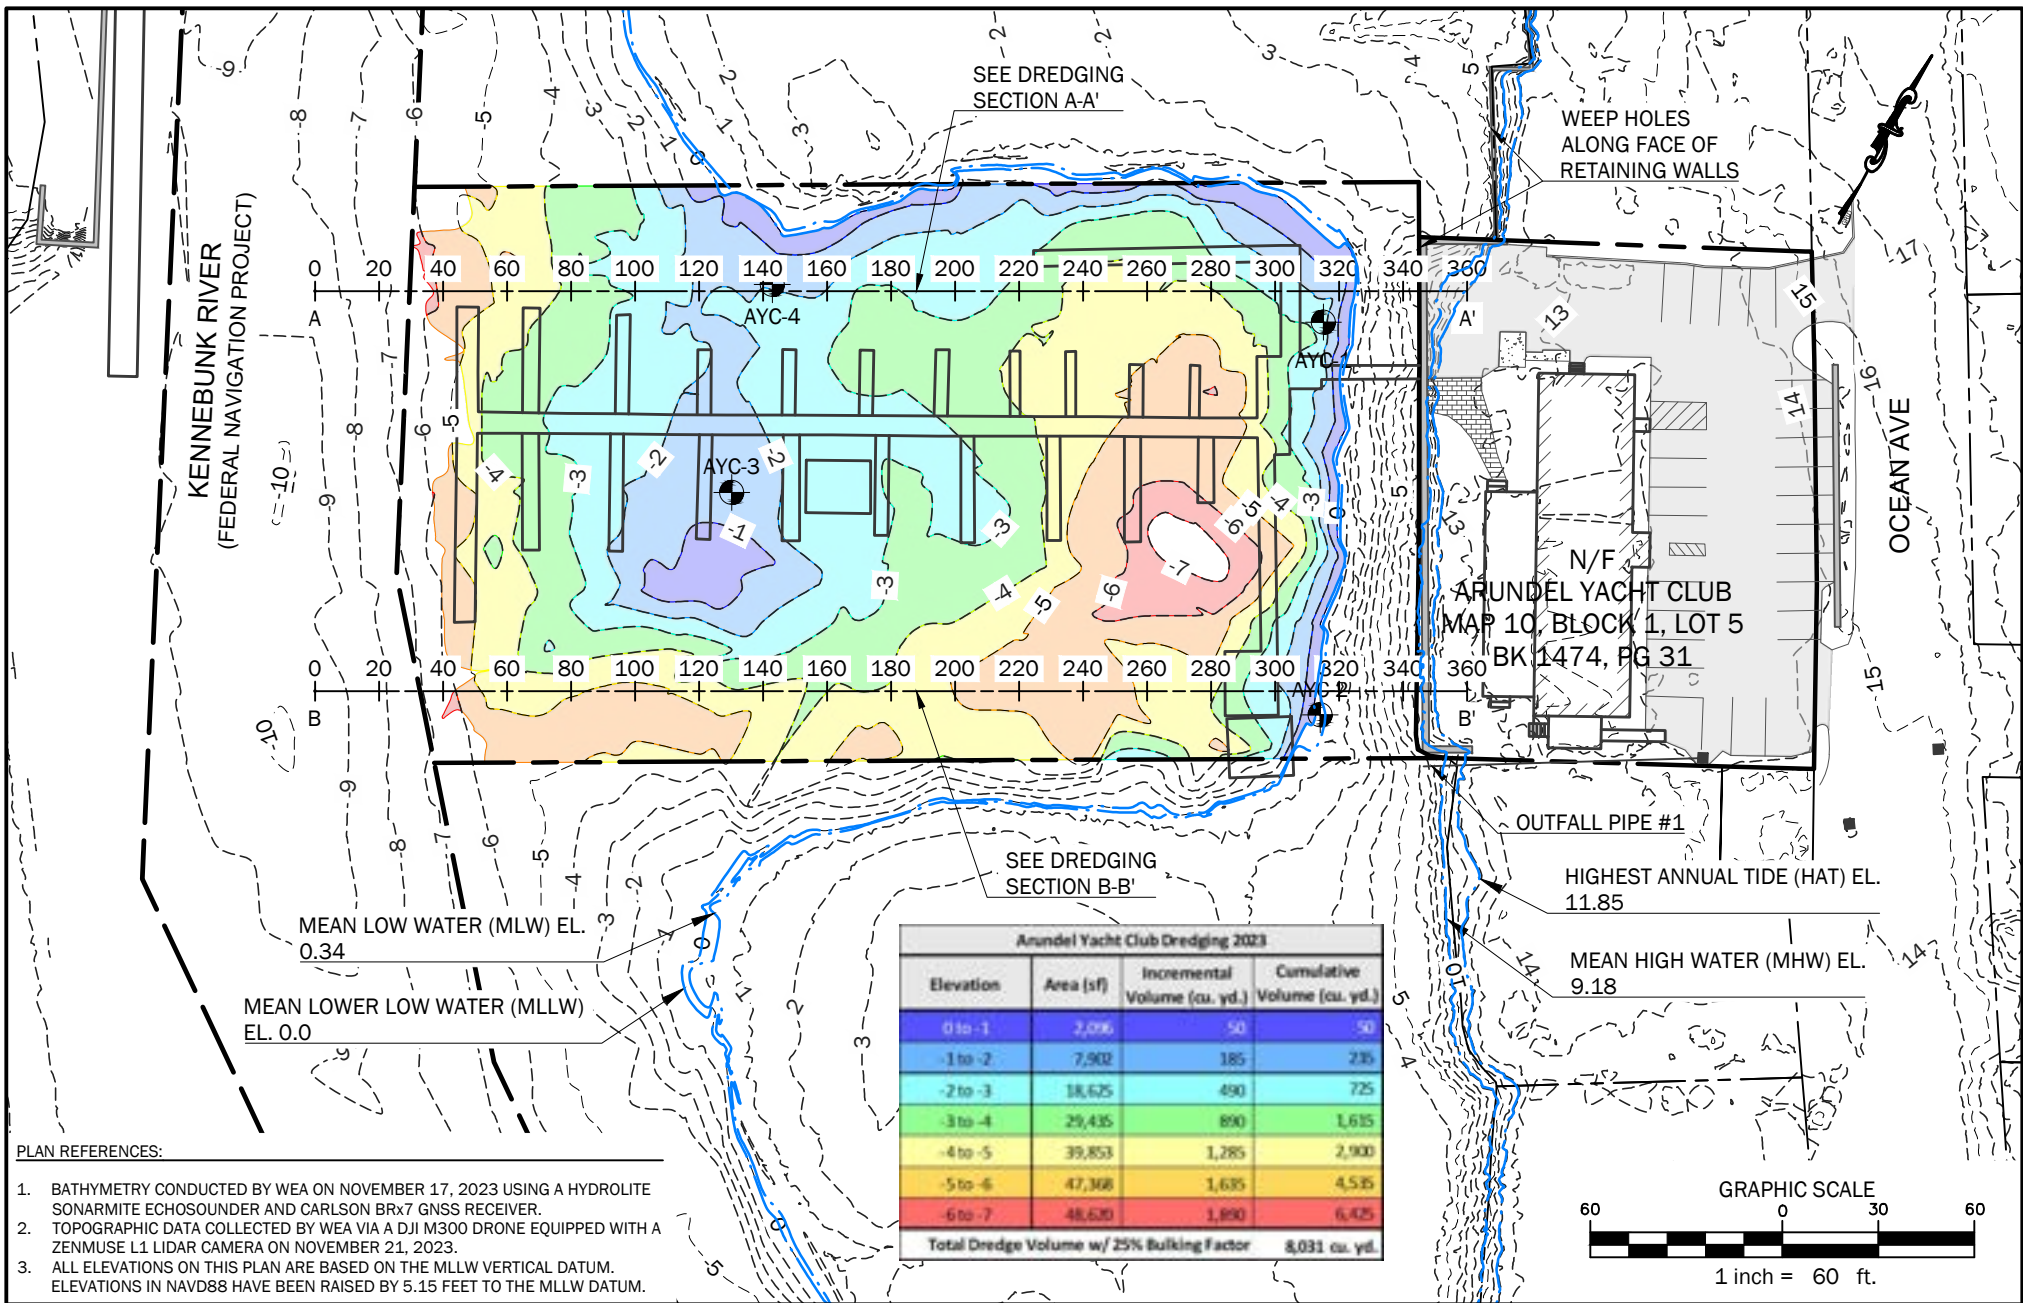 SEE DREDGING
SECTION A-A'
WEEP HOLES
ALONG FACE OF
RETAINING WALLS
KENNEBUNK RIVER
(FEDERAL NAVIGATION PROJECT)
0 20 40 60 80 100 120 140 160 180 200 220 240 260 280 300 320 340 360
A
A'
AYC-4
AYC-1
AYC-3
0 20 40 60 80 100 120 140 160 180 200 220 240 260 280 300 320 340 360
B
B'
AYC-2
N/F
ARUNDEL YACHT CLUB
MAP 10, BLOCK 1, LOT 5
BK 1474, PG 31
OCEAN AVE
OUTFALL PIPE #1
SEE DREDGING
SECTION B-B'
HIGHEST ANNUAL TIDE (HAT) EL.
11.85
MEAN HIGH WATER (MHW) EL.
9.18
MEAN LOW WATER (MLW) EL.
0.34
MEAN LOWER LOW WATER (MLLW)
EL. 0.0
Arundel Yacht Club Dredging 2023
Elevation Area (sf) Incremental Volume (cu. yd.) Cumulative Volume (cu. yd.)
0 to -1 2,096 50 50
-1 to -2 7,902 185 235
-2 to -3 18,625 490 725
-3 to -4 29,435 890 1,615
-4 to -5 39,853 1,285 2,900
-5 to -6 47,368 1,635 4,535
-6 to -7 48,620 1,890 6,425
Total Dredge Volume w/ 25% Bulking Factor 8,031 cu. yd.
PLAN REFERENCES:
1. BATHYMETRY CONDUCTED BY WEA ON NOVEMBER 17, 2023 USING A HYDROLITE
SONARMITE ECHOSOUNDER AND CARLSON BRx7 GNSS RECEIVER.
2. TOPOGRAPHIC DATA COLLECTED BY WEA VIA A DJI M300 DRONE EQUIPPED WITH A
ZENMUSE L1 LIDAR CAMERA ON NOVEMBER 21, 2023.
3. ALL ELEVATIONS ON THIS PLAN ARE BASED ON THE MLLW VERTICAL DATUM.
ELEVATIONS IN NAVD88 HAVE BEEN RAISED BY 5.15 FEET TO THE MLLW DATUM.
GRAPHIC SCALE
60 0 30 60
1 inch = 60 ft.